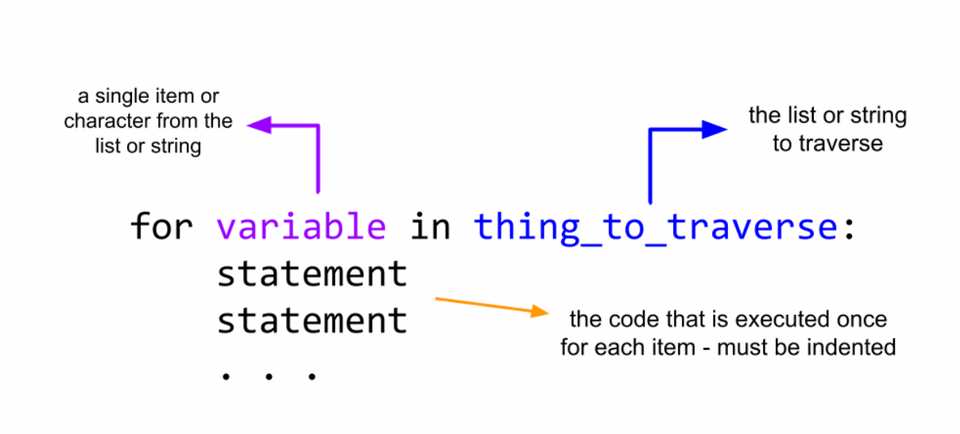 a single item or
character from the
list or string
the list or string
to traverse
for variable in thing_to_traverse:
statement
statement
. . .
the code that is executed once
for each item - must be indented